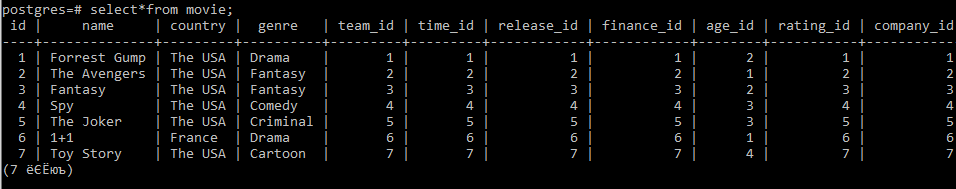 postgres=# select*from movie;
 id |     name     | country |  genre   | team_id | time_id | release_id | finance_id | age_id | rating_id | company_id
----+--------------+---------+----------+---------+---------+------------+------------+--------+-----------+------------
  1 | Forrest Gump | The USA | Drama    |       1 |       1 |          1 |          1 |      2 |         1 |          1
  2 | The Avengers | The USA | Fantasy  |       2 |       2 |          2 |          2 |      1 |         2 |          2
  3 | Fantasy      | The USA | Fantasy  |       3 |       3 |          3 |          3 |      2 |         3 |          3
  4 | Spy          | The USA | Comedy   |       4 |       4 |          4 |          4 |      3 |         4 |          4
  5 | The Joker    | The USA | Criminal |       5 |       5 |          5 |          5 |      3 |         5 |          5
  6 | 1+1          | France  | Drama    |       6 |       6 |          6 |          6 |      1 |         6 |          6
  7 | Toy Story    | The USA | Cartoon  |       7 |       7 |          7 |          7 |      4 |         7 |          7
(7 ёЄЁюъ)